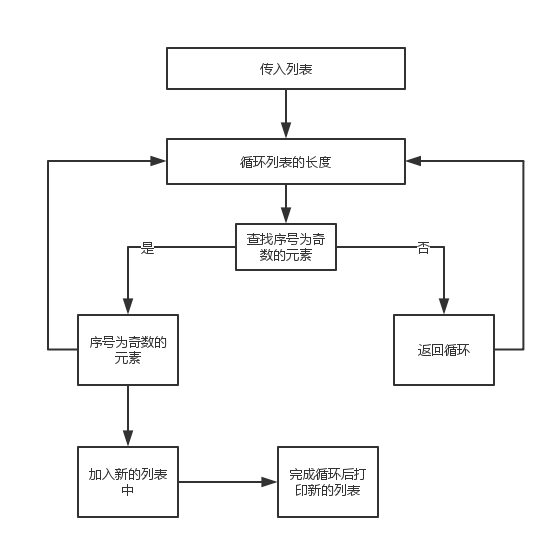 传入列表
循环列表的长度
查找序号为奇
数的元素
是
否
序号为奇数的
元素
返回循环
加入新的列表
中
完成循环后打
印新的列表